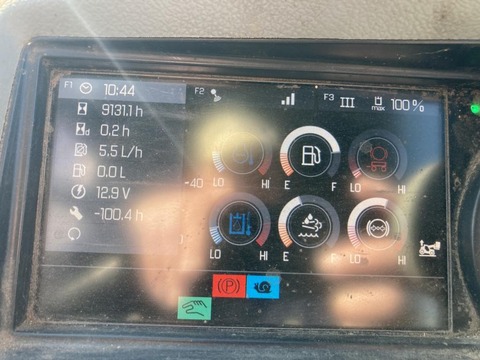 F1 10:44
F2
F3 III max 100%
9131.1 h
d 0.2 h
5.5 L/h
0.0 L
12.9 V
-100.4 h
-40
LO HI E F LO HI
LO HI E F LO HI
(P)